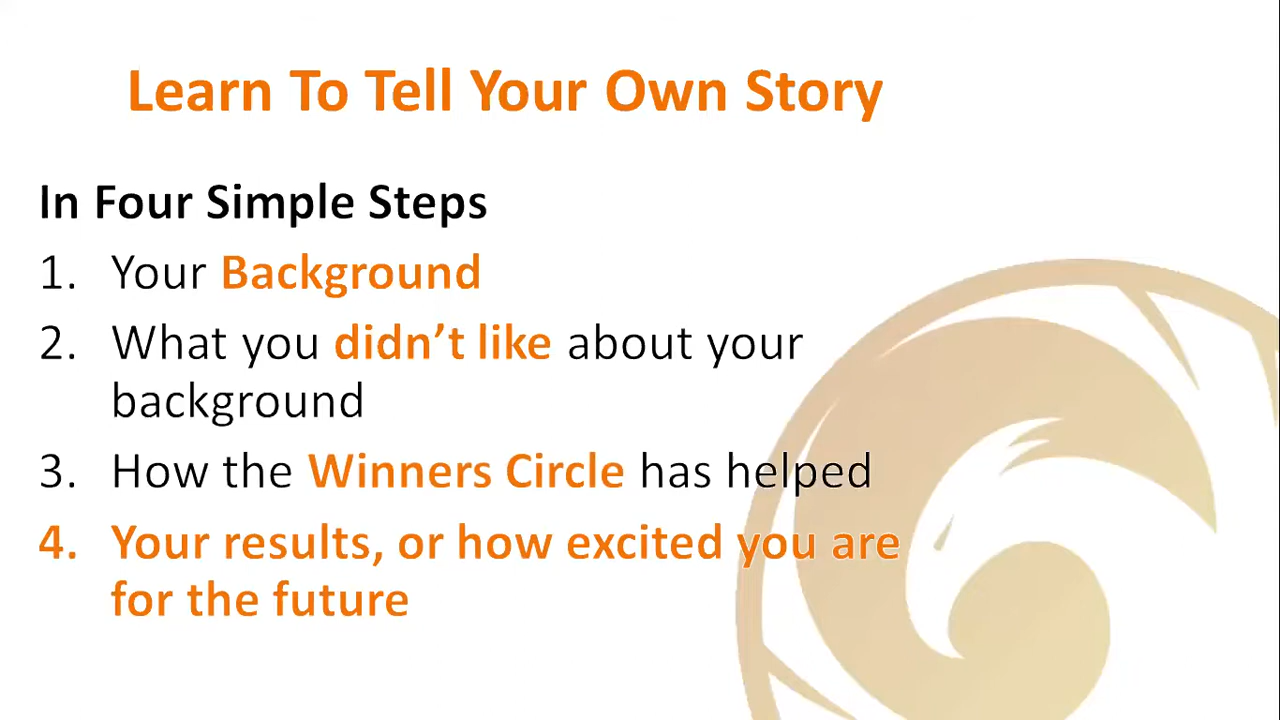 Learn To Tell Your Own Story
In Four Simple Steps
1. Your Background
2. What you didn’t like about your
background
3. How the Winners Circle has helped
4. Your results, or how excited you are
for the future